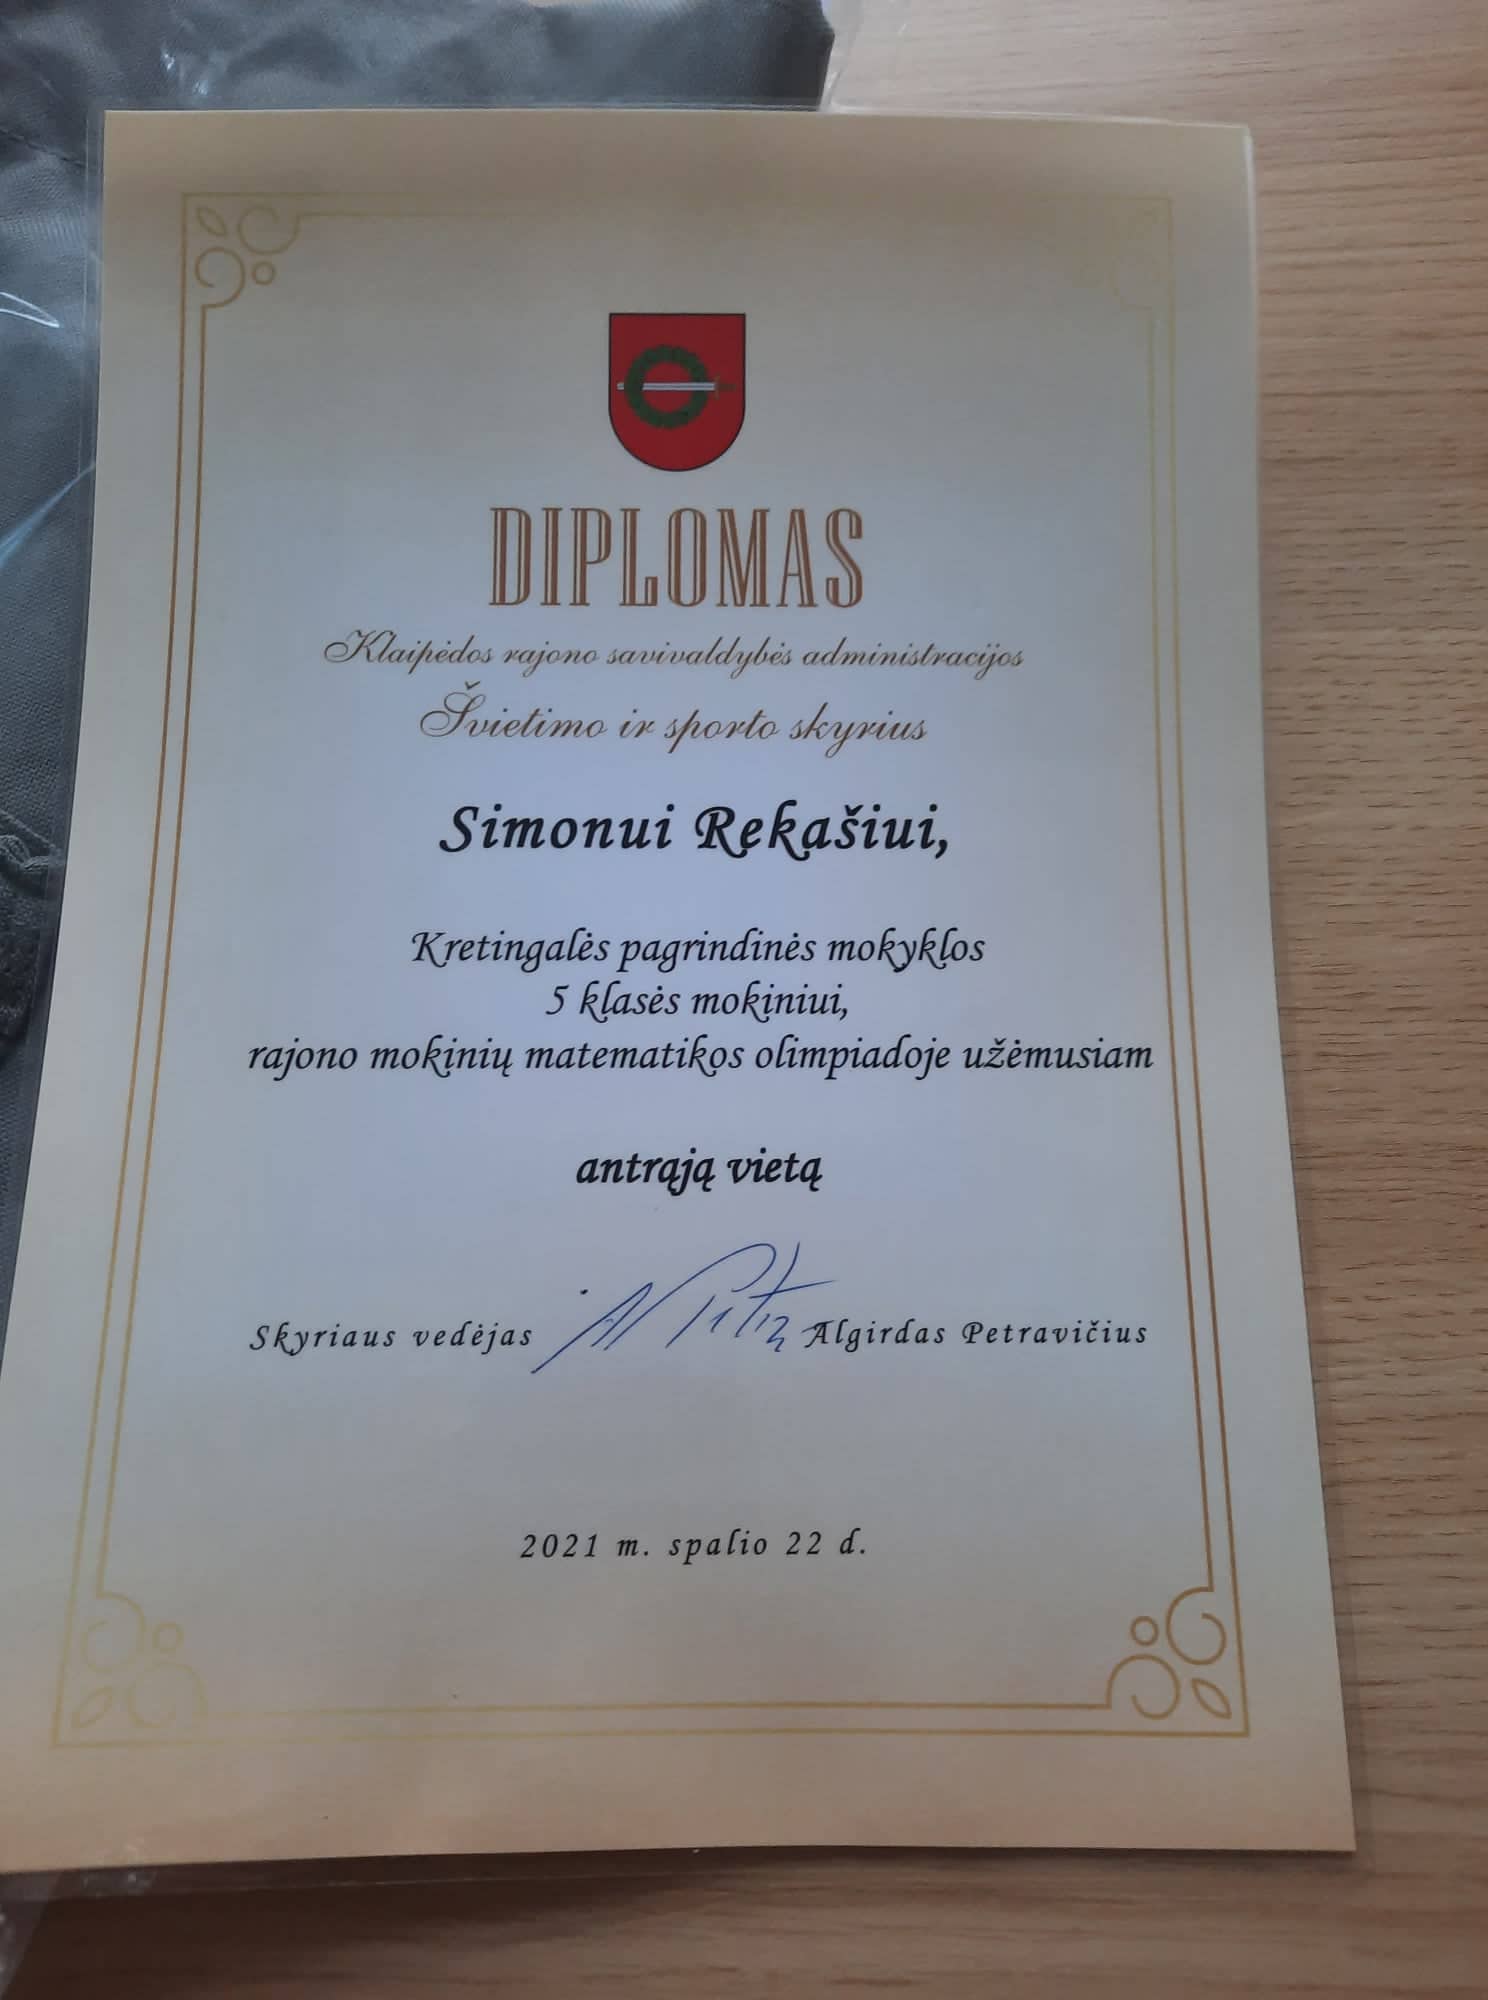 DIPLOMAS
Klaipėdos rajono savivaldybės administracijos
Švietimo ir sporto skyrius
Simonui Rekašiui,
Kretingalės pagrindinės mokyklos
5 klasės mokiniui,
rajono mokinių matematikos olimpiadoje užėmusiam
antrąją vietą
Skyriaus vedėjas Algirdas Petravičius
2021 m. spalio 22 d.